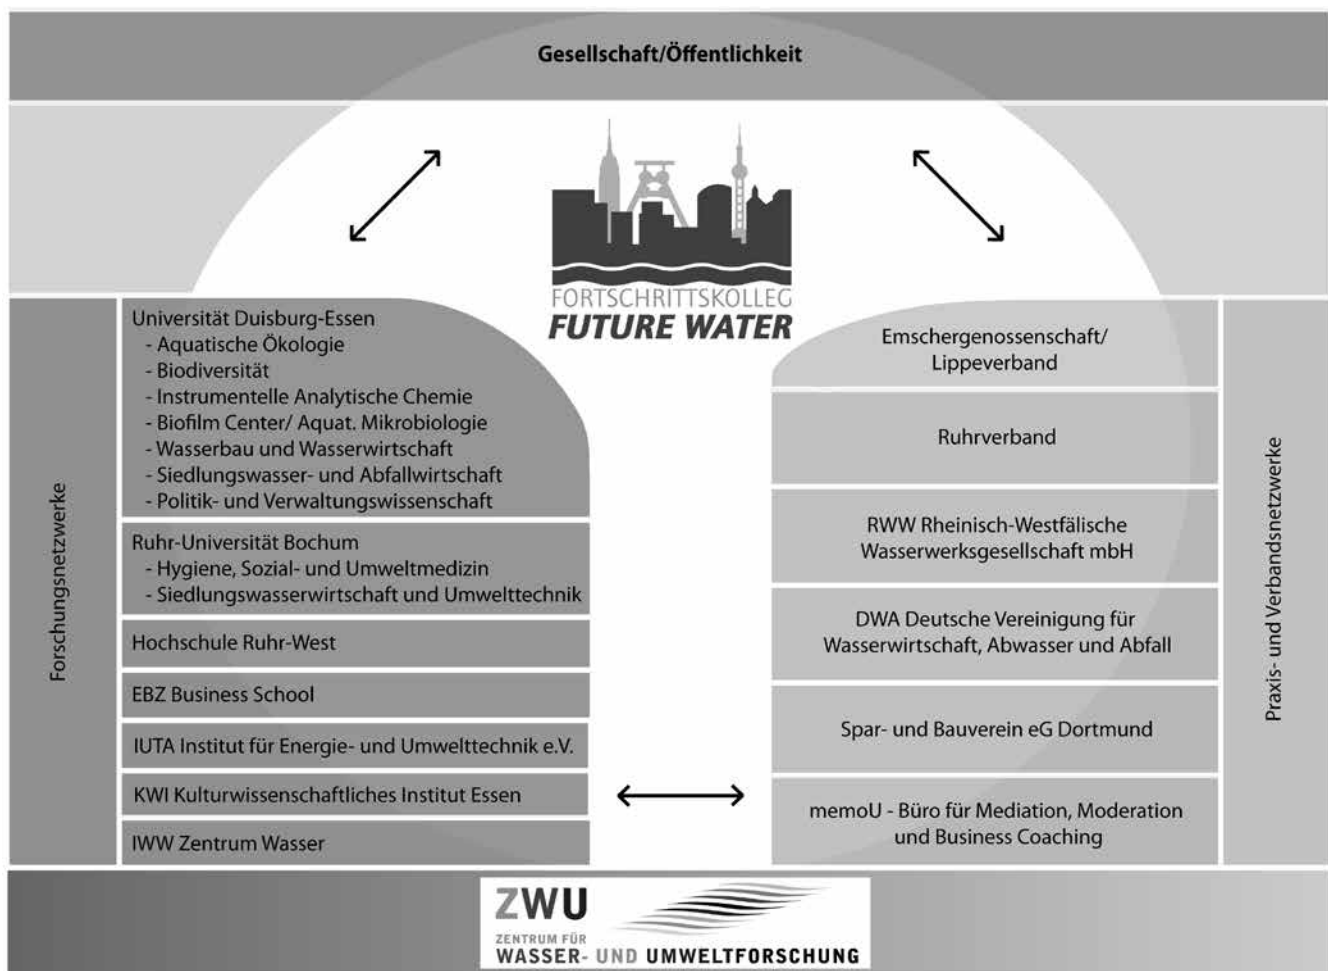 Gesellschaft/Öffentlichkeit
FORTSCHRITTSKOLLEG
FUTURE WATER
Forschungsnetzwerke
Universität Duisburg-Essen
- Aquatische Ökologie
- Biodiversität
- Instrumentelle Analytische Chemie
- Biofilm Center/ Aquat. Mikrobiologie
- Wasserbau und Wasserwirtschaft
- Siedlungswasser- und Abfallwirtschaft
- Politik- und Verwaltungswissenschaft
Ruhr-Universität Bochum
- Hygiene, Sozial- und Umweltmedizin
- Siedlungswasserwirtschaft und Umwelttechnik
Hochschule Ruhr-West
EBZ Business School
IUTA Institut für Energie- und Umwelttechnik e.V.
KWI Kulturwissenschaftliches Institut Essen
IWW Zentrum Wasser
Emschergenossenschaft/
Lippeverband
Ruhrverband
RWW Rheinisch-Westfälische
Wasserwerksgesellschaft mbH
DWA Deutsche Vereinigung für
Wasserwirtschaft, Abwasser und Abfall
Spar- und Bauverein eG Dortmund
memoU - Büro für Mediation, Moderation
und Business Coaching
Praxis- und Verbandsnetzwerke
ZWU
ZENTRUM FÜR
WASSER- UND UMWELTFORSCHUNG